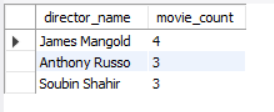 director_name movie_count
James Mangold 4
Anthony Russo 3
Soubin Shahir 3